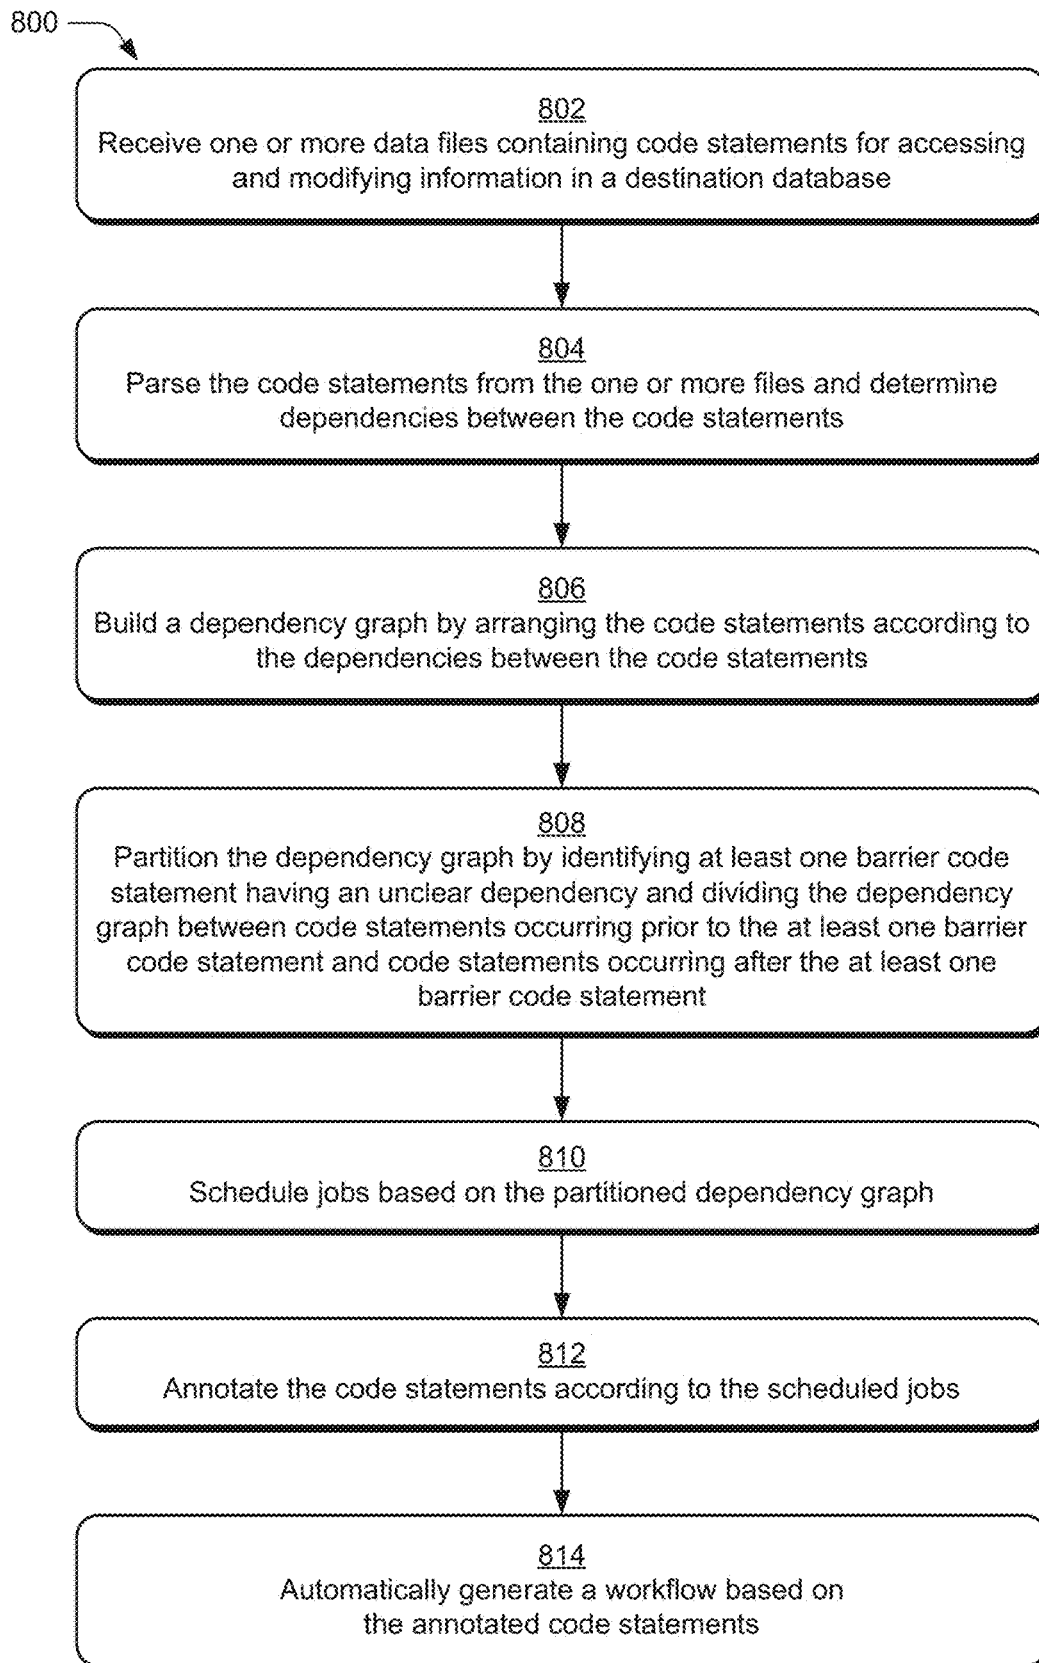 800
802
Receive one or more data files containing code statements for accessing
and modifying information in a destination database
804
Parse the code statements from the one or more files and determine
dependencies between the code statements
806
Build a dependency graph by arranging the code statements according to
the dependencies between the code statements
808
Partition the dependency graph by identifying at least one barrier code
statement having an unclear dependency and dividing the dependency
graph between code statements occurring prior to the at least one barrier
code statement and code statements occurring after the at least one
barrier code statement
810
Schedule jobs based on the partitioned dependency graph
812
Annotate the code statements according to the scheduled jobs
814
Automatically generate a workflow based on
the annotated code statements